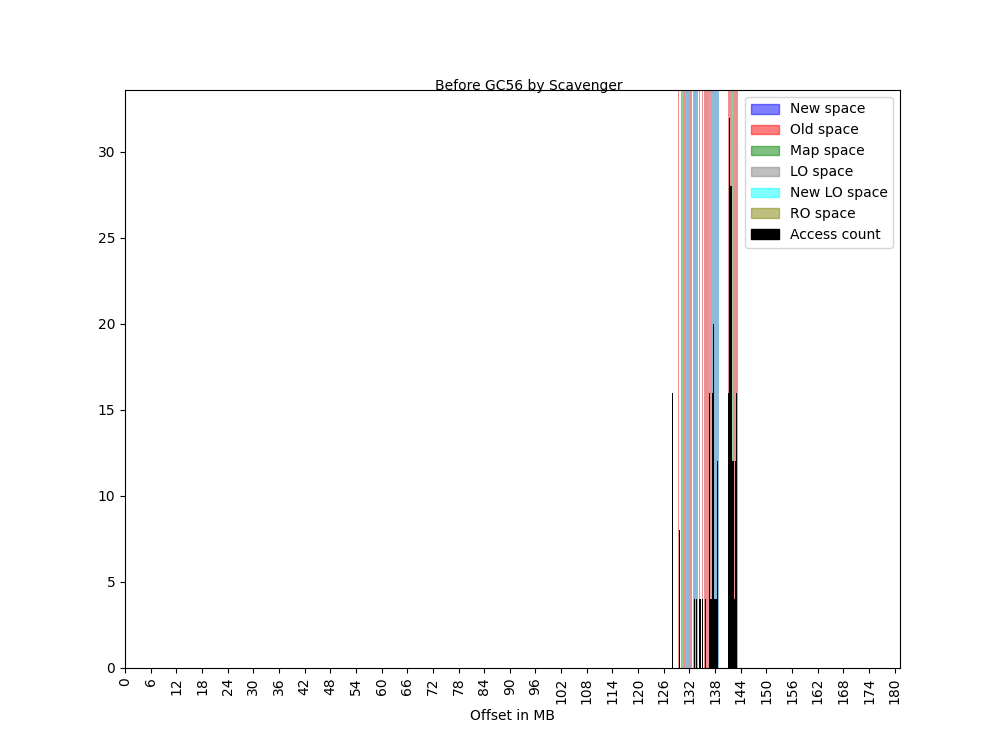 Before GC56 by Scavenger
New space
Old space
Map space
LO space
New LO space
RO space
Access count
30
25
20
15
10
5
0
0 6 12 18 24 30 36 42 48 54 60 66 72 78 84 90 96 102 108 114 120 126 132 138 144 150 156 162 168 174 180
Offset in MB